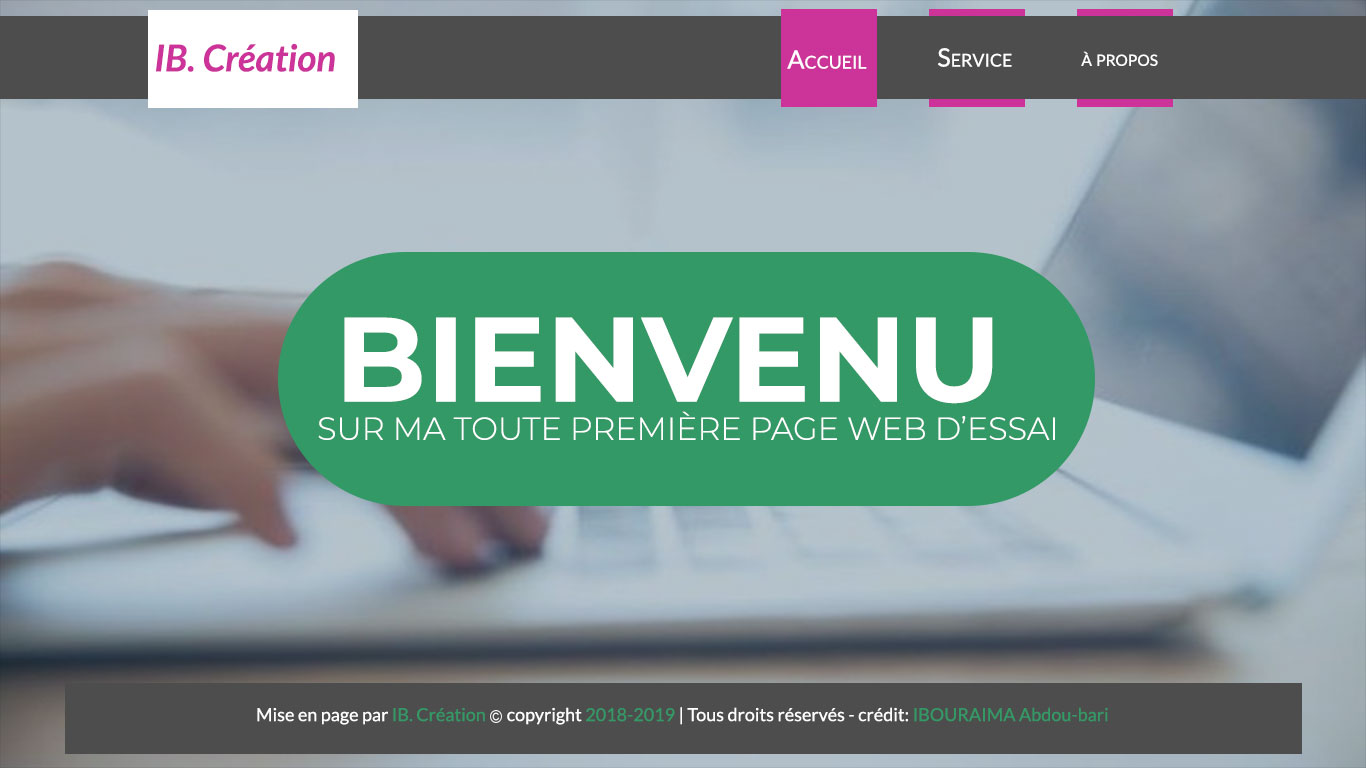 IB. Création
Accueil Service À PROPOS
BIENVENU
SUR MA TOUTE PREMIÈRE PAGE WEB D’ESSAI
Mise en page par IB. Création © copyright 2018-2019 | Tous droits réservés - crédit: IBOURAIMA Abdou-bari